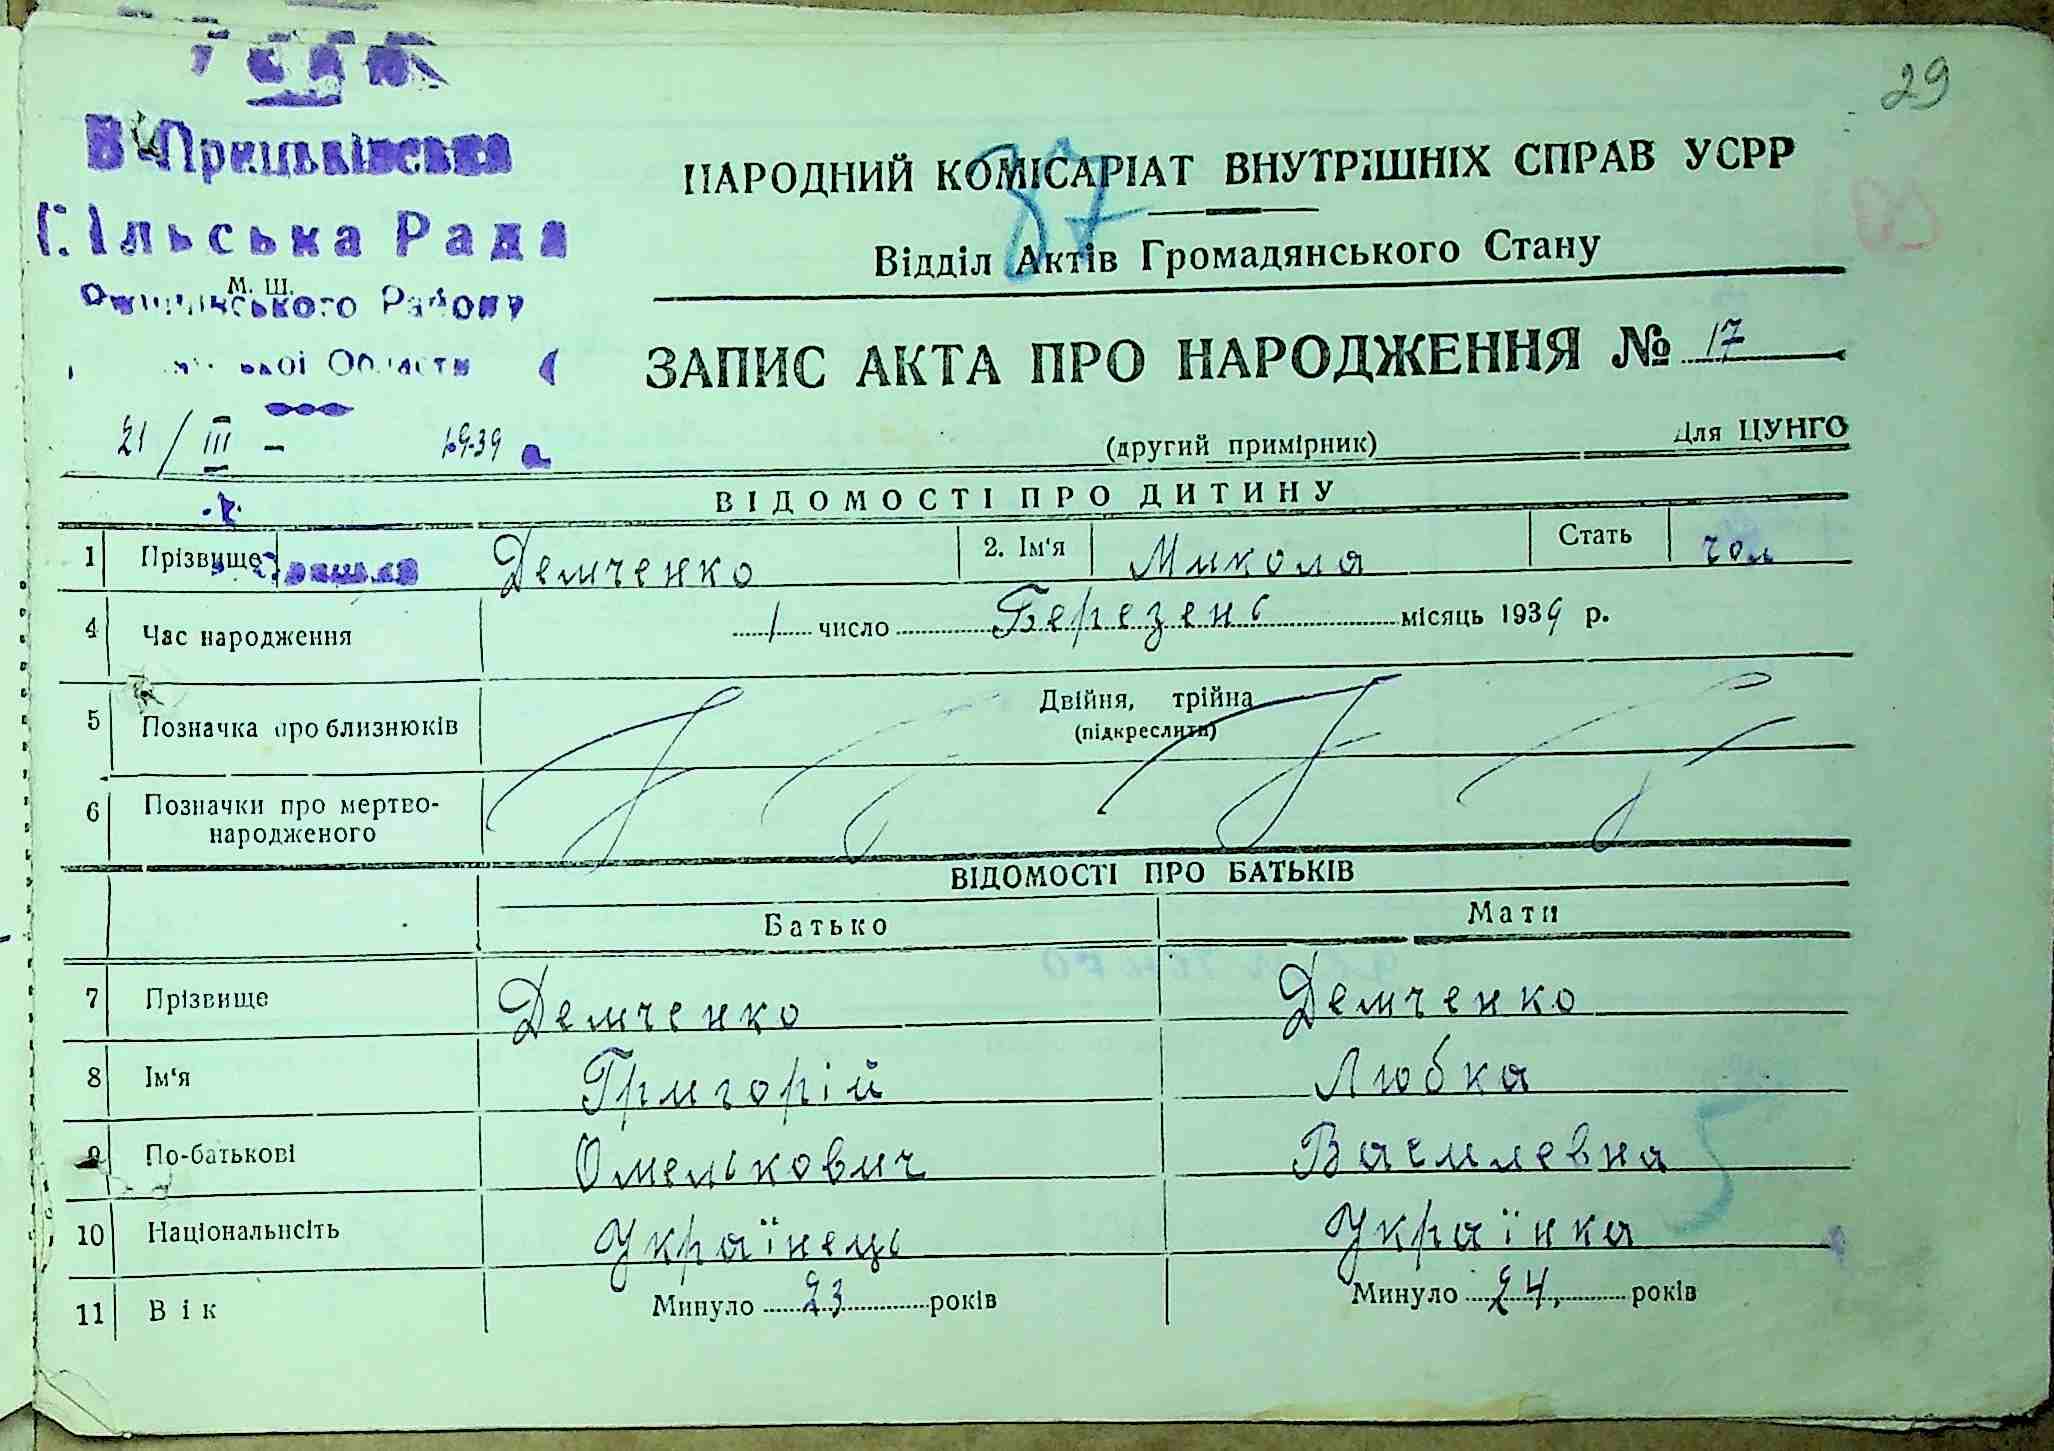 29
В-Прицьківська
Сільська Рада
М. Ш.
Району
Області
21/III – 1939
87
НАРОДНИЙ КОМІСАРІАТ ВНУТРІШНІХ СПРАВ УСРР
Відділ Актів Громадянського Стану
ЗАПИС АКТА ПРО НАРОДЖЕННЯ № 17
(другий примірник) Для ЦУНГО
ВІДОМОСТІ ПРО ДИТИНУ
1 Прізвище Демченко 2. Ім'я Микола Стать чол
4 Час народження 1 число Березень місяць 1939 р.
5 Позначка про близнюків Двійня, трійна
(підкреслити)
6 Позначки про мертво-
народженого
ВІДОМОСТІ ПРО БАТЬКІВ
Батько Мати
7 Прізвище Демченко Демченко
8 Ім'я Григорій Любка
9 По-батькові Омелькович Василевна
10 Національність Українець Українка
11 Вік Минуло 23 років Минуло 24, років
5